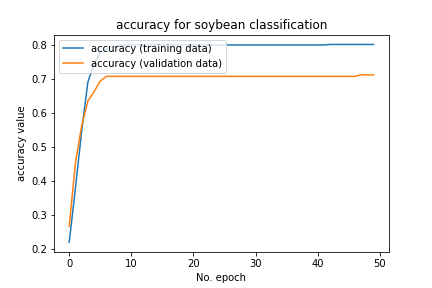 accuracy for soybean classification
accuracy (training data)
accuracy (validation data)
accuracy value
0.8
0.7
0.6
0.5
0.4
0.3
0.2
0 10 20 30 40 50
No. epoch